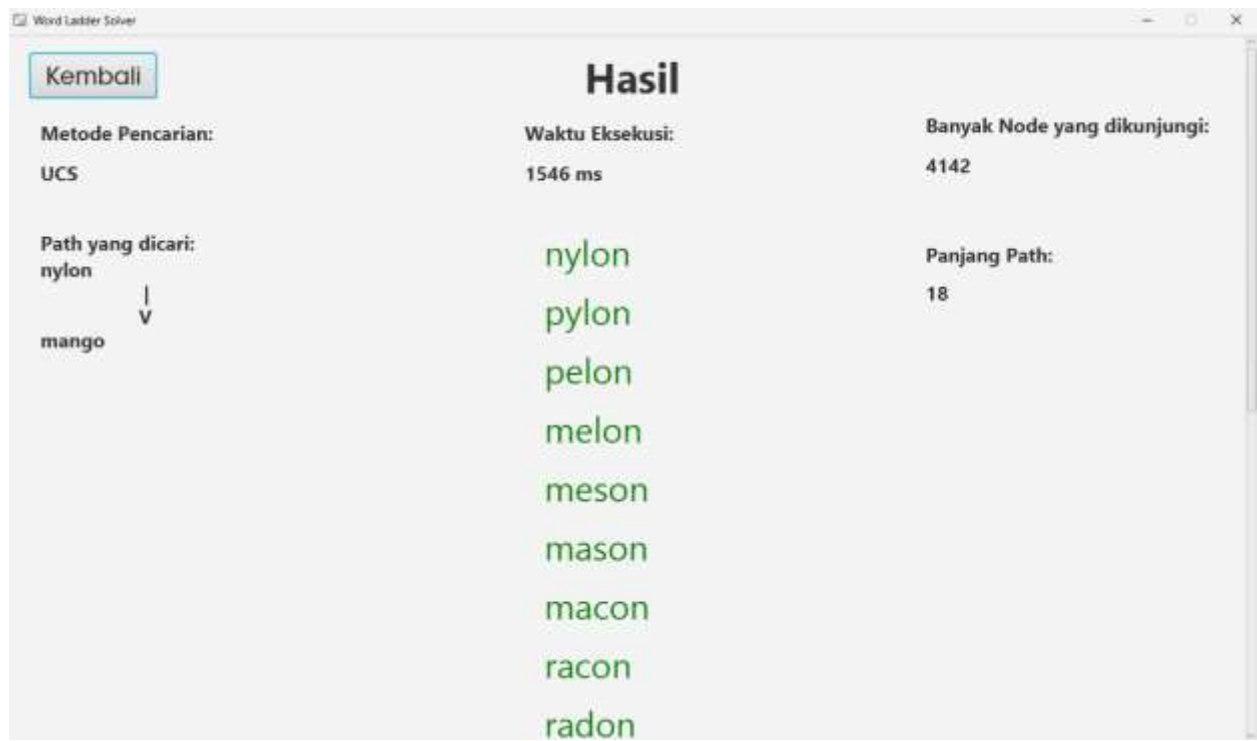 Word Ladder Solver
Kembali
Hasil
Metode Pencarian:
UCS
Waktu Eksekusi:
1546 ms
Banyak Node yang dikunjungi:
4142
Path yang dicari:
nylon
|
V
mango
nylon
pylon
pelon
melon
meson
mason
macon
racon
radon
Panjang Path:
18